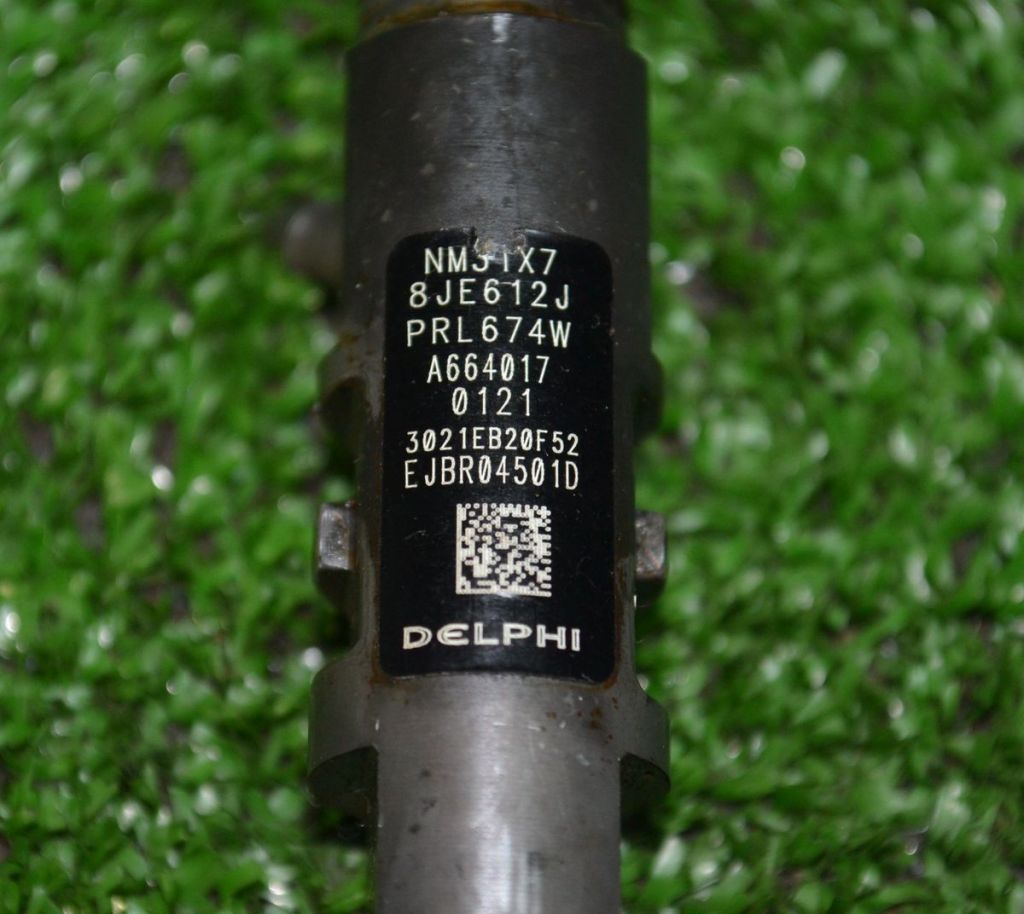 8JE612J
PRL674W
A664017
0121
3021EB20F52
EJBR04501D
DELPHI